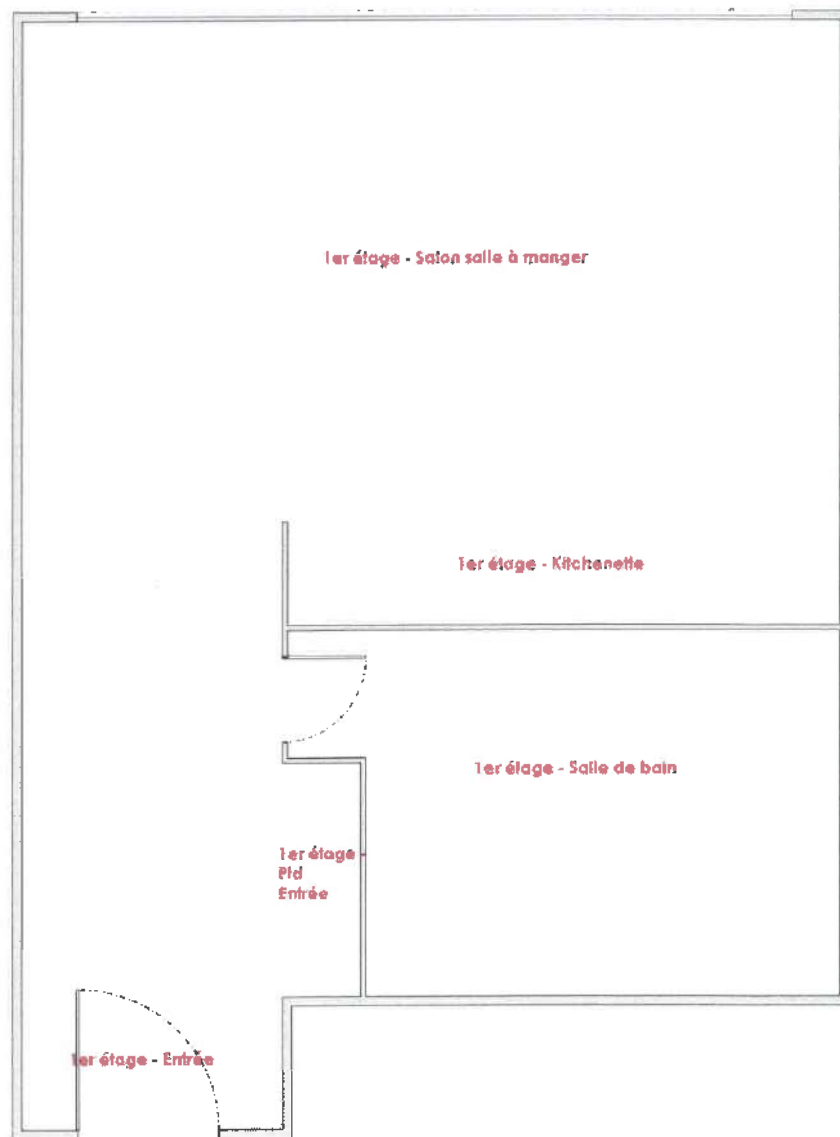 1er étage - Salon salle à manger
1er étage - Kitchenette
1er étage - Salle de bain
1er étage -
Pld
Entrée
1er étage - Entrée